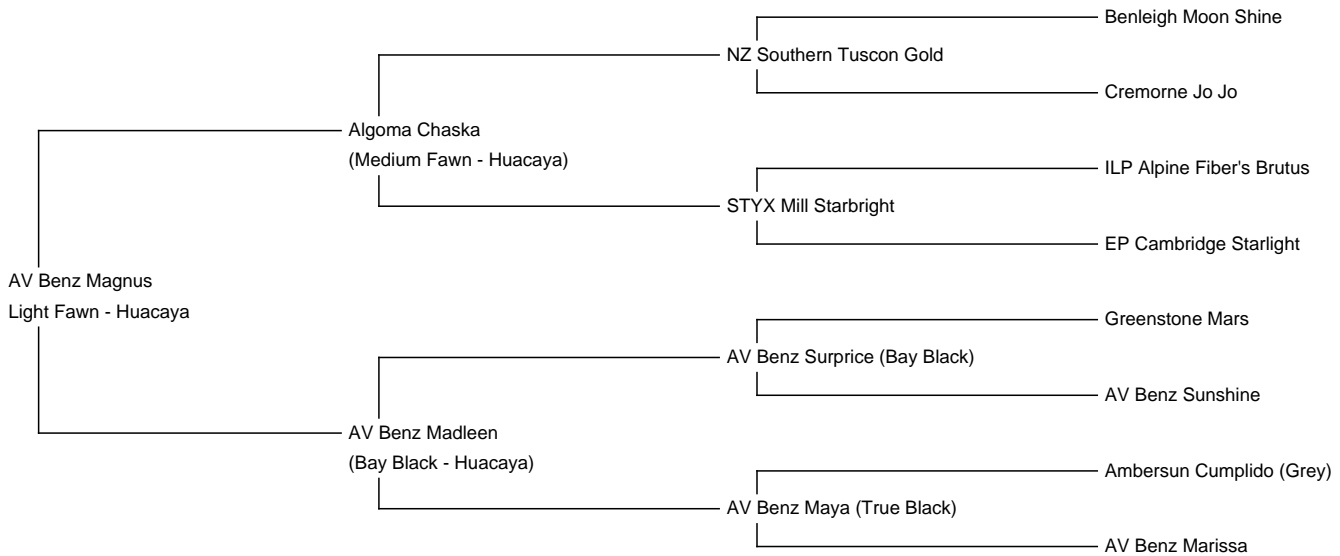 Benleigh Moon Shine
NZ Southern Tuscon Gold
Cremorne Jo Jo
Algoma Chaska
(Medium Fawn - Huacaya)
ILP Alpine Fiber's Brutus
STYX Mill Starbright
EP Cambridge Starlight
AV Benz Magnus
Light Fawn - Huacaya
Greenstone Mars
AV Benz Surprice (Bay Black)
AV Benz Sunshine
AV Benz Madleen
(Bay Black - Huacaya)
Ambersun Cumplido (Grey)
AV Benz Maya (True Black)
AV Benz Marissa